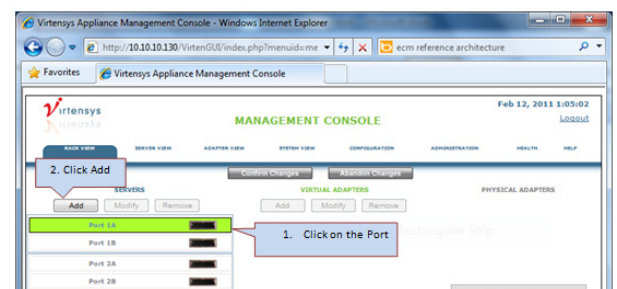 Virtensys Appliance Management Console - Windows Internet Explorer
http://10.10.10.130/VirtenGUI/index.php?menuid=me
ecm reference architecture
Favorites
Virtensys Appliance Management Console
Virtensys
MANAGEMENT CONSOLE
Feb 12, 2011 1:05:02
Logout
RACK VIEW SERVER VIEW ADAPTER VIEW SYSTEM VIEW CONFIGURATION ADMINISTRATION HEALTH HELP
2. Click Add
Confirm Changes Abandon Changes
SERVERS VIRTUAL ADAPTERS PHYSICAL ADAPTERS
Add Modify Remove Add Modify Remove
Port 1A
1. Click on the Port
Rectangular Snip
Port 1B
Port 2A
Port 2B